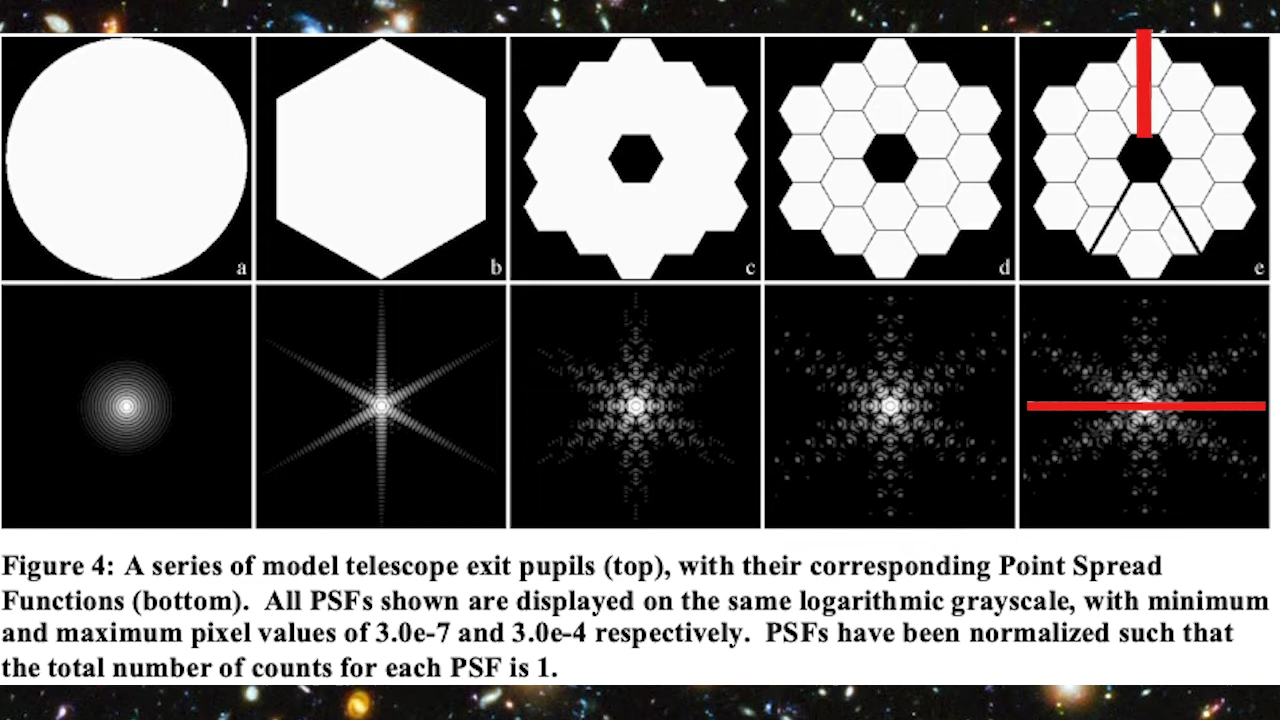 a
b
c
d
e
Figure 4: A series of model telescope exit pupils (top), with their corresponding Point Spread
Functions (bottom). All PSFs shown are displayed on the same logarithmic grayscale, with minimum
and maximum pixel values of 3.0e-7 and 3.0e-4 respectively. PSFs have been normalized such that
the total number of counts for each PSF is 1.